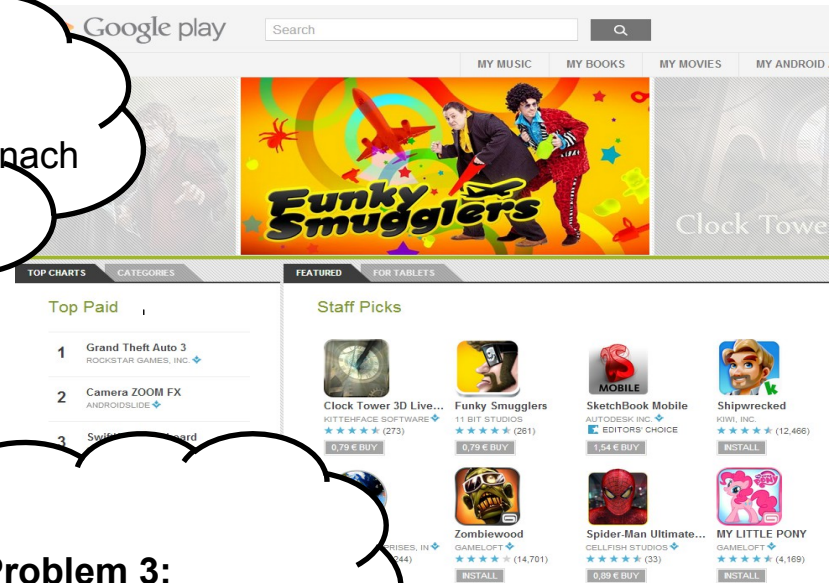 Google play
Search
MY MUSIC MY BOOKS MY MOVIES MY ANDROID
nach
Funky
Smugglers
Clock Tower
TOP CHARTS CATEGORIES FEATURED FOR TABLETS
Top Paid
1 Grand Theft Auto 3
ROCKSTAR GAMES, INC.
2 Camera ZOOM FX
ANDROIDSLIDE
3
Staff Picks
MOBILE
Clock Tower 3D Live... Funky Smugglers SketchBook Mobile Shipwrecked
KITTEHFACE SOFTWARE 11 BIT STUDIOS AUTODESK INC. KIWI, INC.
(273) (261) EDITORS' CHOICE (12,466)
0,79 € BUY 0,79 € BUY 1,54 € BUY INSTALL
Zombiewood Spider-Man Ultimate... MY LITTLE PONY
GAMELOFT CELLFISH STUDIOS GAMELOFT
244) (14,701) (33) (4,169)
INSTALL 0,89 € BUY INSTALL
Problem 3: